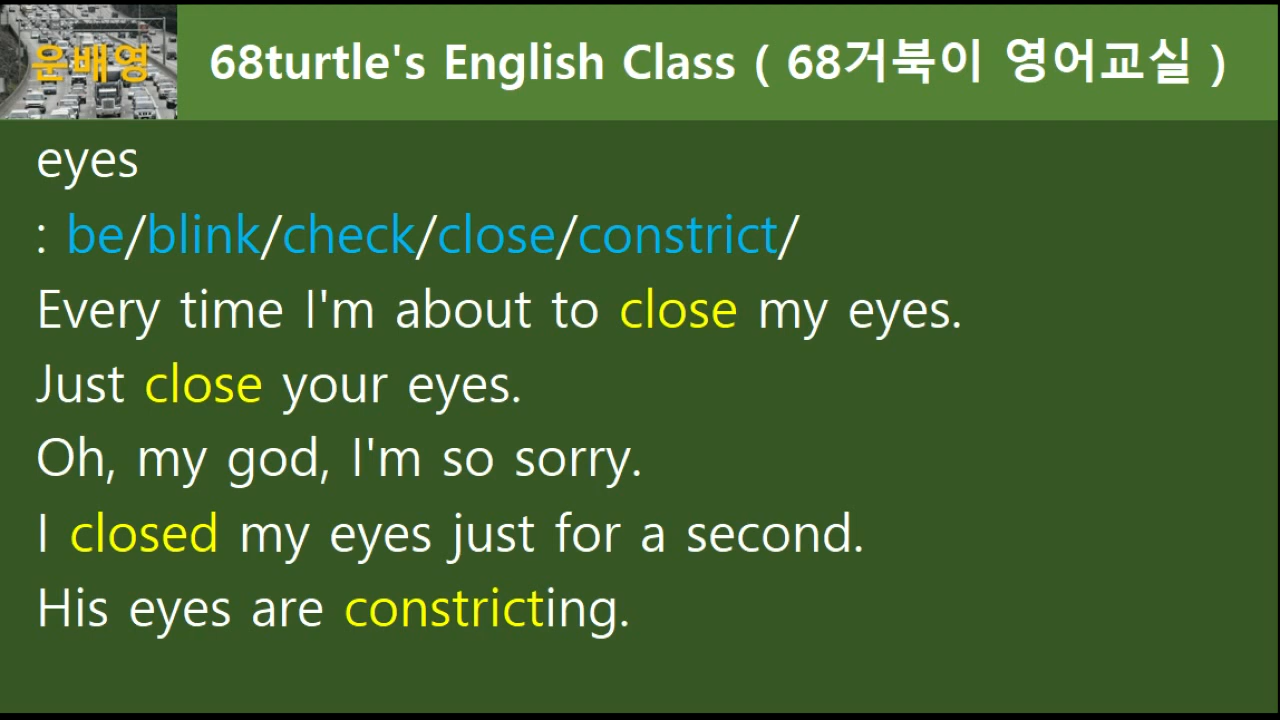 윤배영
68turtle's English Class ( 68거북이 영어교실 )
eyes
: be/blink/check/close/constrict/
Every time I'm about to close my eyes.
Just close your eyes.
Oh, my god, I'm so sorry.
I closed my eyes just for a second.
His eyes are constricting.